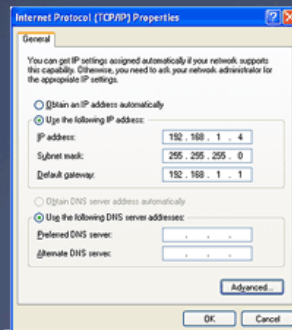 Internet Protocol (TCP/IP) Properties
General
You can get IP settings assigned automatically if your network supports
this capability. Otherwise, you need to ask your network administrator for
the appropriate IP settings.
Obtain an IP address automatically
Use the following IP address:
IP address: 192 . 168 . 1 . 4
Subnet mask: 255 . 255 . 255 . 0
Default gateway: 192 . 168 . 1 . 1
Obtain DNS server address automatically
Use the following DNS server addresses:
Preferred DNS server: . . .
Alternate DNS server: . . .
Advanced...
OK Cancel